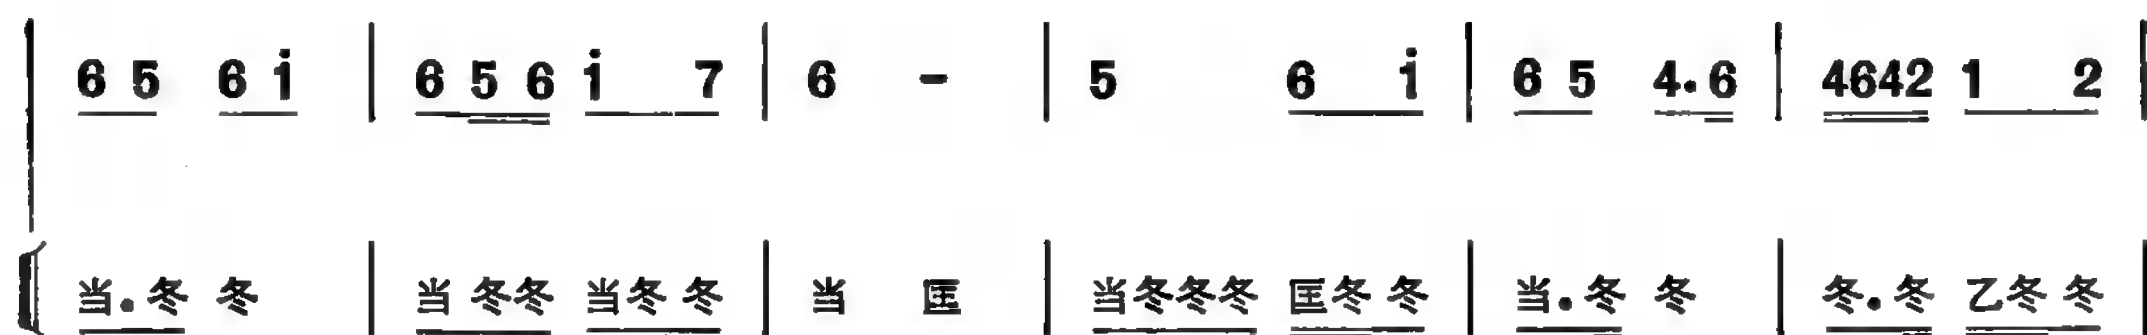 6 5 6 i | 6 5 6 i 7 | 6 - | 5 6 i | 6 5 4.6 | 4642 1 2 |
当.冬 冬 | 当 冬冬 当冬 冬 | 当 匡 | 当冬冬冬 匡冬 冬 | 当.冬 冬 | 冬.冬 乙冬 冬 |